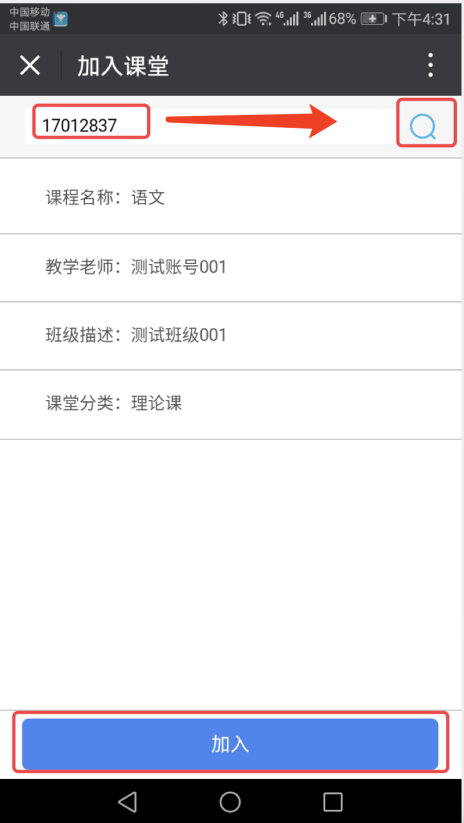 中国移动
中国联通
4G 3G 68% 下午4:31
加入课堂
17012837
课程名称：语文
教学老师：测试账号001
班级描述：测试班级001
课堂分类：理论课
加入